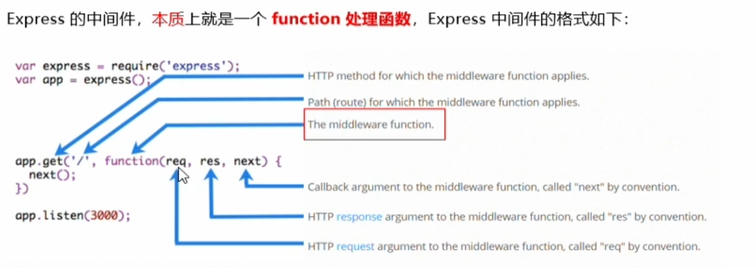 Express 的中间件，本质上就是一个 function 处理函数，Express 中间件的格式如下：
var express = require('express');
var app = express();
HTTP method for which the middleware function applies.
Path (route) for which the middleware function applies.
The middleware function.
app.get('/', function(req, res, next) {
next();
})
Callback argument to the middleware function, called "next" by convention.
app.listen(3000);
HTTP response argument to the middleware function, called "res" by convention.
HTTP request argument to the middleware function, called "req" by convention.